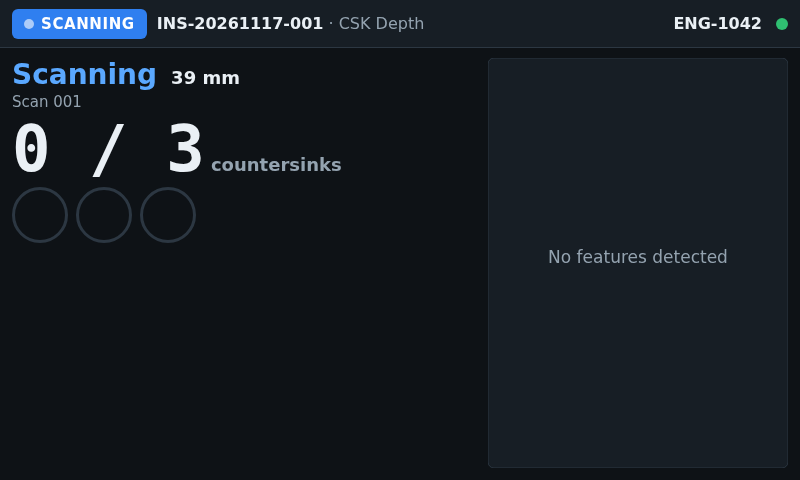 SCANNING INS-20261117-001 · CSK Depth ENG-1042
Scanning 39 mm
Scan 001
0 / 3 countersinks
No features detected